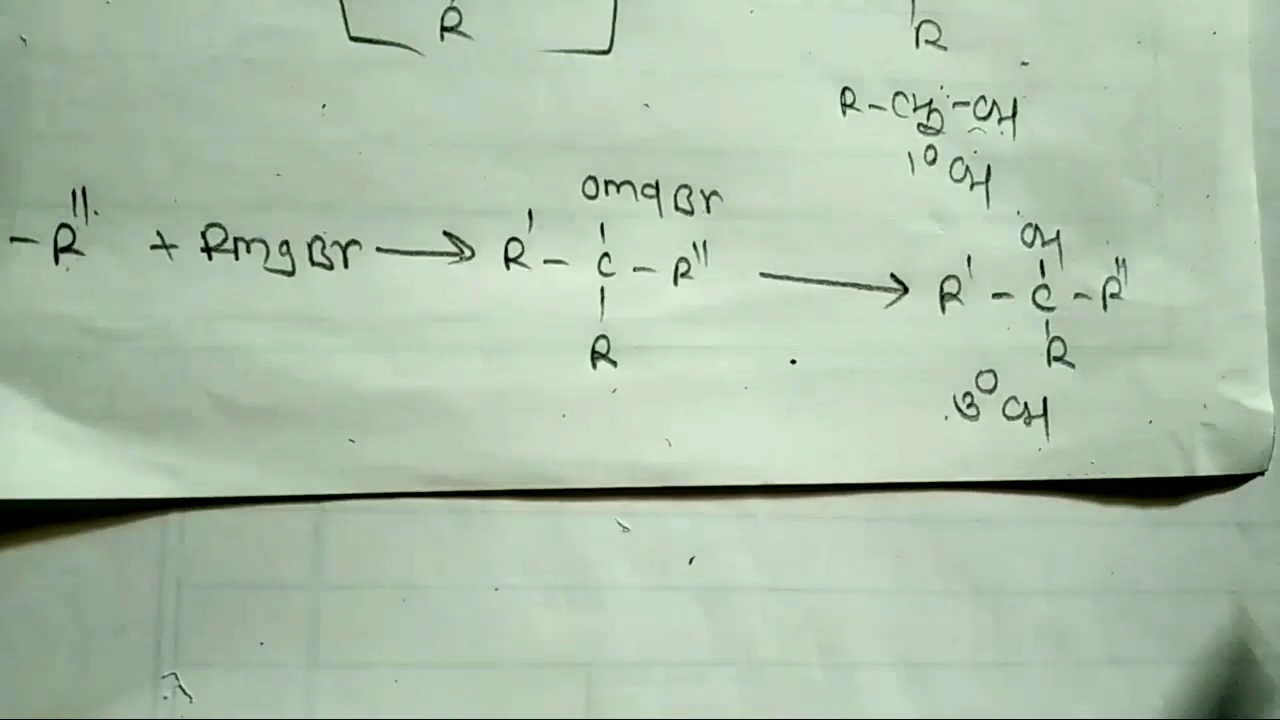 R
R
R-CH2-OH
1° OH
OMgBr
OH
-R" + RMgBr → R' - C - R" → R' - C - R"
R
R
3° OH